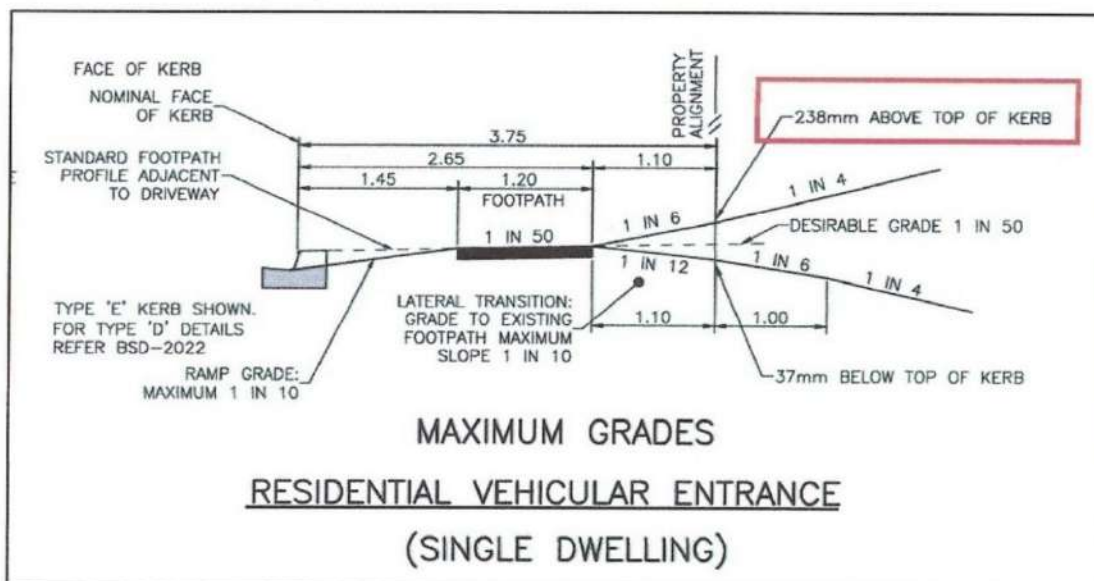 FACE OF KERB
NOMINAL FACE
OF KERB
STANDARD FOOTPATH
PROFILE ADJACENT
TO DRIVEWAY
3.75
2.65
1.10
1.45
1.20
FOOTPATH
PROPERTY
ALIGNMENT
238mm ABOVE TOP OF KERB
1 IN 4
1 IN 6
DESIRABLE GRADE 1 IN 50
1 IN 50
1 IN 12
1 IN 6
1 IN 4
TYPE 'E' KERB SHOWN.
FOR TYPE 'D' DETAILS
REFER BSD-2022
LATERAL TRANSITION:
GRADE TO EXISTING
FOOTPATH MAXIMUM
SLOPE 1 IN 10
1.10
1.00
RAMP GRADE:
MAXIMUM 1 IN 10
37mm BELOW TOP OF KERB
MAXIMUM GRADES
RESIDENTIAL VEHICULAR ENTRANCE
(SINGLE DWELLING)